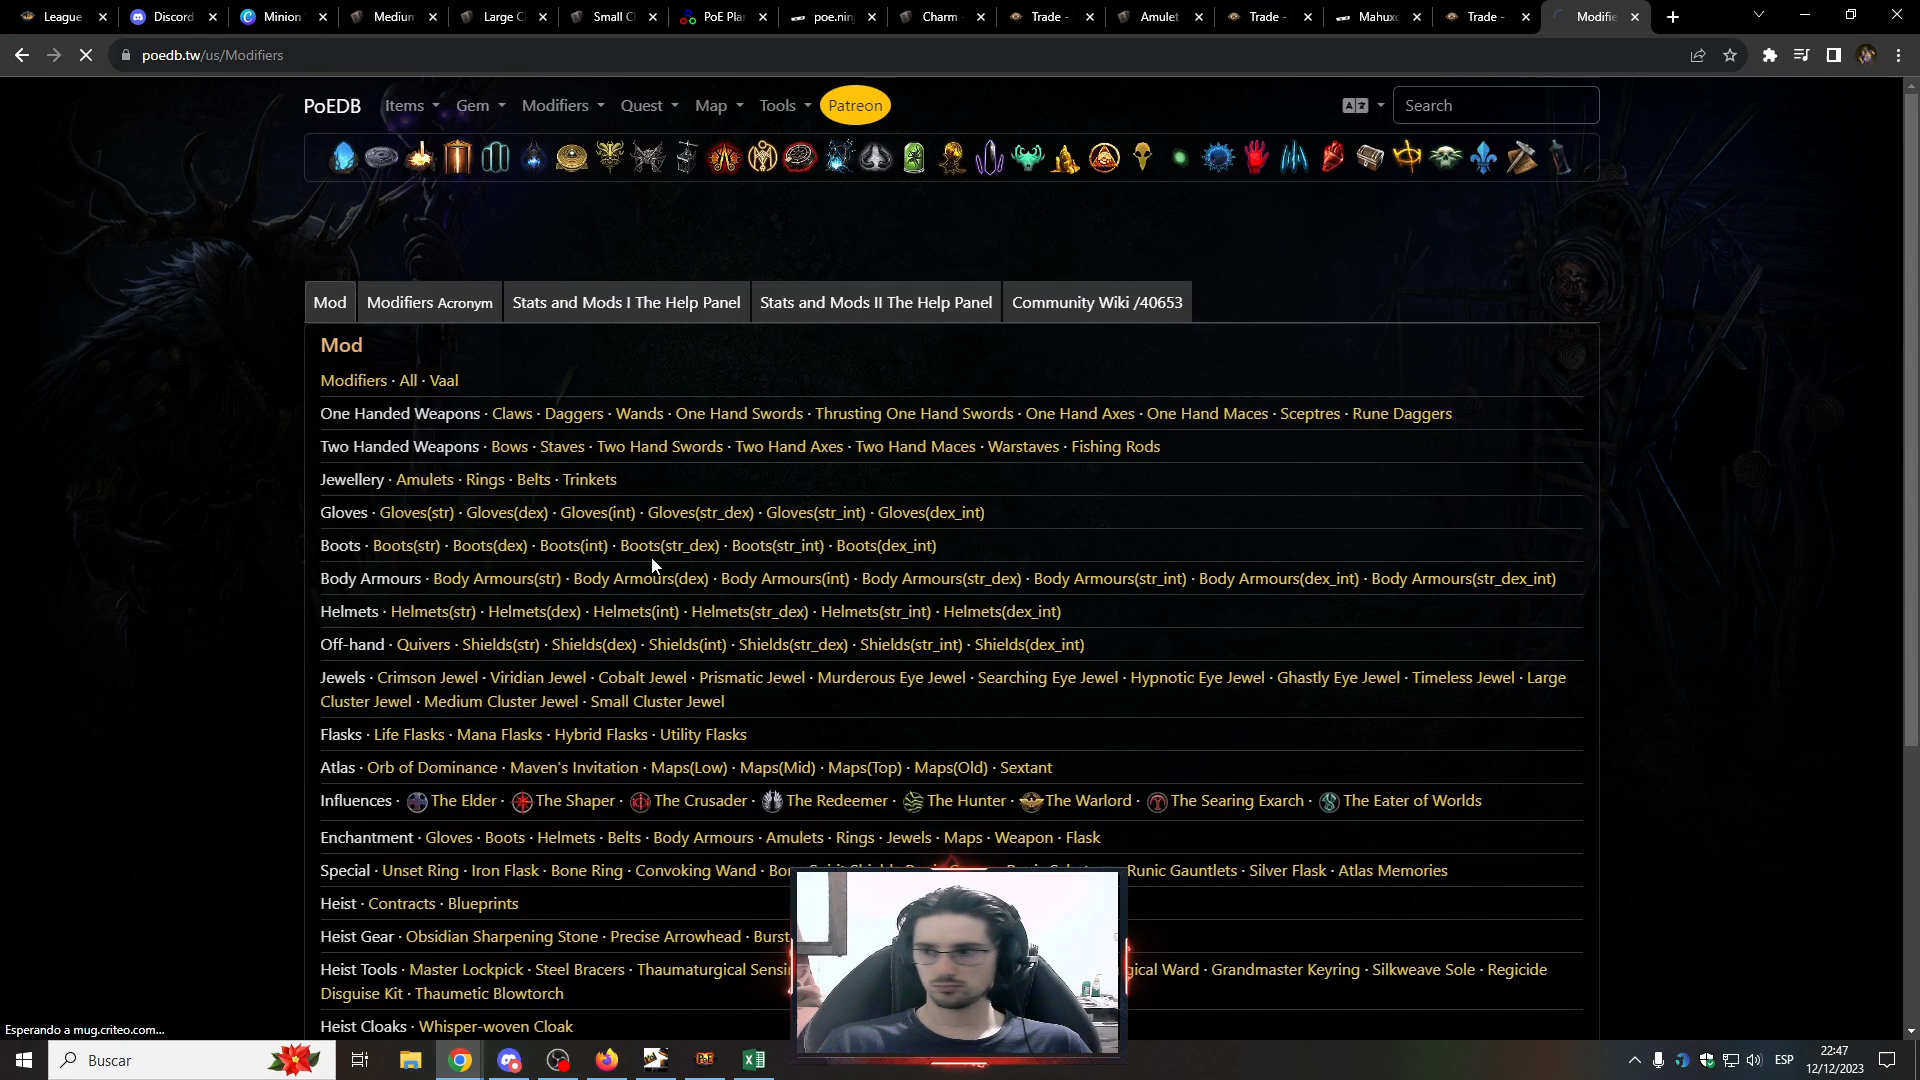 League
Discord
Minion
Medium
Large Cl
Small Cl
PoE Plan
poe.ninj
Charm
Trade -
Amulet
Trade -
Mahuxo
Trade -
Modifie
poedb.tw/us/Modifiers
PoEDB Items Gem Modifiers Quest Map Tools Patreon Search
Mod Modifiers Acronym Stats and Mods I The Help Panel Stats and Mods II The Help Panel Community Wiki /40653
Mod
Modifiers · All · Vaal
One Handed Weapons · Claws · Daggers · Wands · One Hand Swords · Thrusting One Hand Swords · One Hand Axes · One Hand Maces · Sceptres · Rune Daggers
Two Handed Weapons · Bows · Staves · Two Hand Swords · Two Hand Axes · Two Hand Maces · Warstaves · Fishing Rods
Jewellery · Amulets · Rings · Belts · Trinkets
Gloves · Gloves(str) · Gloves(dex) · Gloves(int) · Gloves(str_dex) · Gloves(str_int) · Gloves(dex_int)
Boots · Boots(str) · Boots(dex) · Boots(int) · Boots(str_dex) · Boots(str_int) · Boots(dex_int)
Body Armours · Body Armours(str) · Body Armours(dex) · Body Armours(int) · Body Armours(str_dex) · Body Armours(str_int) · Body Armours(dex_int) · Body Armours(str_dex_int)
Helmets · Helmets(str) · Helmets(dex) · Helmets(int) · Helmets(str_dex) · Helmets(str_int) · Helmets(dex_int)
Off-hand · Quivers · Shields(str) · Shields(dex) · Shields(int) · Shields(str_dex) · Shields(str_int) · Shields(dex_int)
Jewels · Crimson Jewel · Viridian Jewel · Cobalt Jewel · Prismatic Jewel · Murderous Eye Jewel · Searching Eye Jewel · Hypnotic Eye Jewel · Ghastly Eye Jewel · Timeless Jewel · Large
Cluster Jewel · Medium Cluster Jewel · Small Cluster Jewel
Flasks · Life Flasks · Mana Flasks · Hybrid Flasks · Utility Flasks
Atlas · Orb of Dominance · Maven's Invitation · Maps(Low) · Maps(Mid) · Maps(Top) · Maps(Old) · Sextant
Influences · The Elder · The Shaper · The Crusader · The Redeemer · The Hunter · The Warlord · The Searing Exarch · The Eater of Worlds
Enchantment · Gloves · Boots · Helmets · Belts · Body Armours · Amulets · Rings · Jewels · Maps · Weapon · Flask
Special · Unset Ring · Iron Flask · Bone Ring · Convoking Wand · Runic Gauntlets · Silver Flask · Atlas Memories
Heist · Contracts · Blueprints
Heist Gear · Obsidian Sharpening Stone · Precise Arrowhead · Burst
Heist Tools · Master Lockpick · Steel Bracers · Thaumaturgical Sensi gical Ward · Grandmaster Keyring · Silkweave Sole · Regicide
Disguise Kit · Thaumetic Blowtorch
Heist Cloaks · Whisper-woven Cloak
Esperando a mug.criteo.com...
Buscar
ESP
22:47
12/12/2023